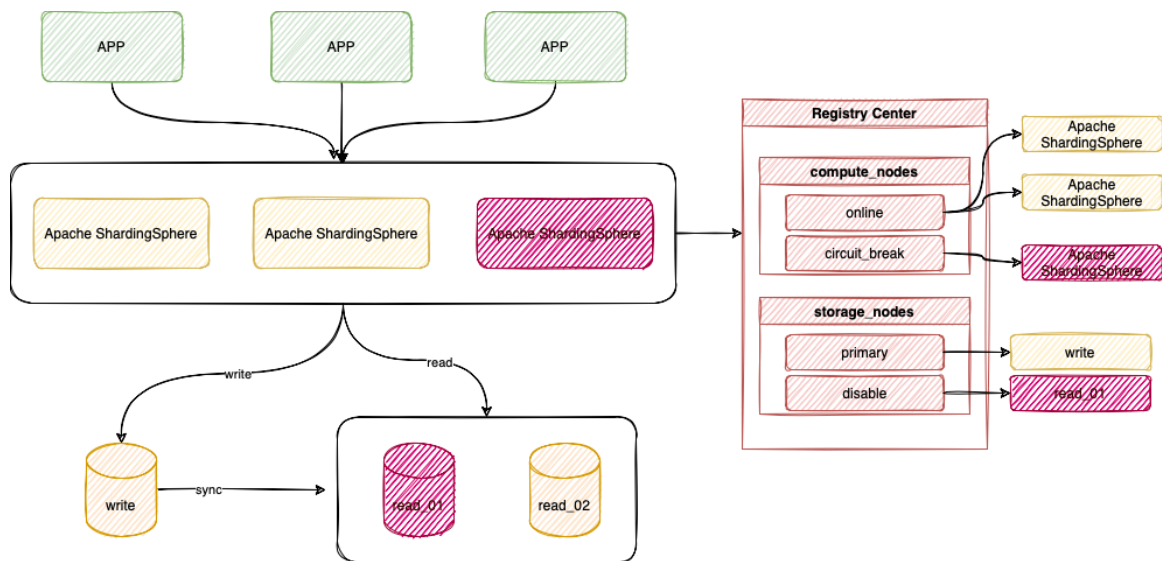 APP
APP
APP
Apache ShardingSphere
Apache ShardingSphere
Apache ShardingSphere
write
read
write
sync
read_01
read_02
Registry Center
compute_nodes
online
circuit_break
storage_nodes
primary
disable
Apache
ShardingSphere
Apache
ShardingSphere
Apache
ShardingSphere
write
read_01